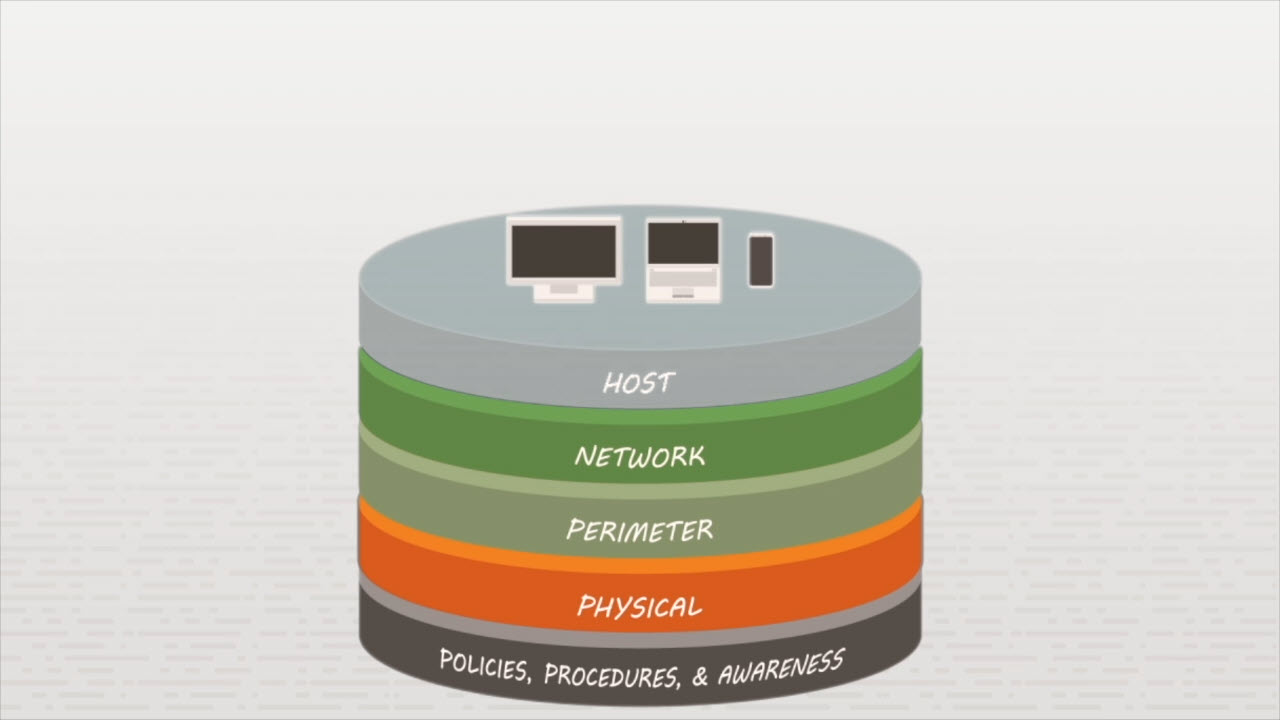 HOST
NETWORK
PERIMETER
PHYSICAL
POLICIES, PROCEDURES, & AWARENESS